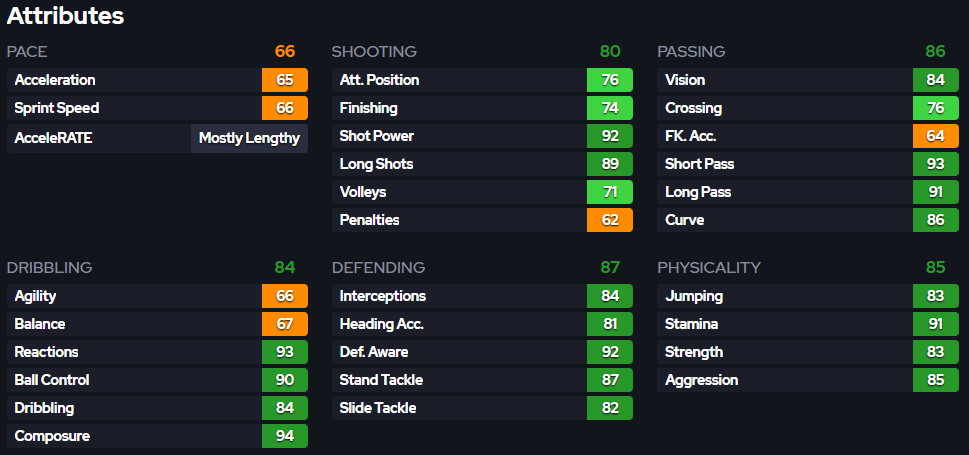 Attributes
PACE 66
Acceleration 65
Sprint Speed 66
AcceleRATE Mostly Lengthy
SHOOTING 80
Att. Position 76
Finishing 74
Shot Power 92
Long Shots 89
Volleys 71
Penalties 62
PASSING 86
Vision 84
Crossing 76
FK. Acc. 64
Short Pass 93
Long Pass 91
Curve 86
DRIBBLING 84
Agility 66
Balance 67
Reactions 93
Ball Control 90
Dribbling 84
Composure 94
DEFENDING 87
Interceptions 84
Heading Acc. 81
Def. Aware 92
Stand Tackle 87
Slide Tackle 82
PHYSICALITY 85
Jumping 83
Stamina 91
Strength 83
Aggression 85